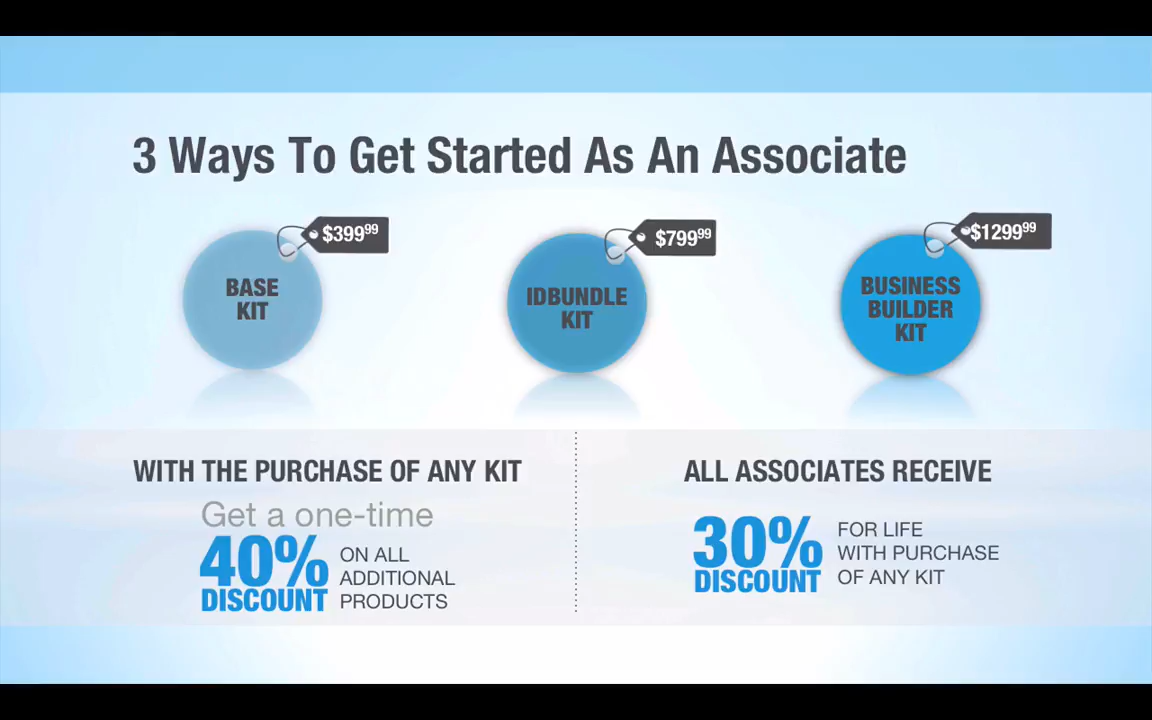 3 Ways To Get Started As An Associate
$399.99
$799.99
$1299.99
BASE
KIT
IDBUNDLE
KIT
BUSINESS
BUILDER
KIT
WITH THE PURCHASE OF ANY KIT
Get a one-time
40%
DISCOUNT
ON ALL
ADDITIONAL
PRODUCTS
ALL ASSOCIATES RECEIVE
30%
DISCOUNT
FOR LIFE
WITH PURCHASE
OF ANY KIT